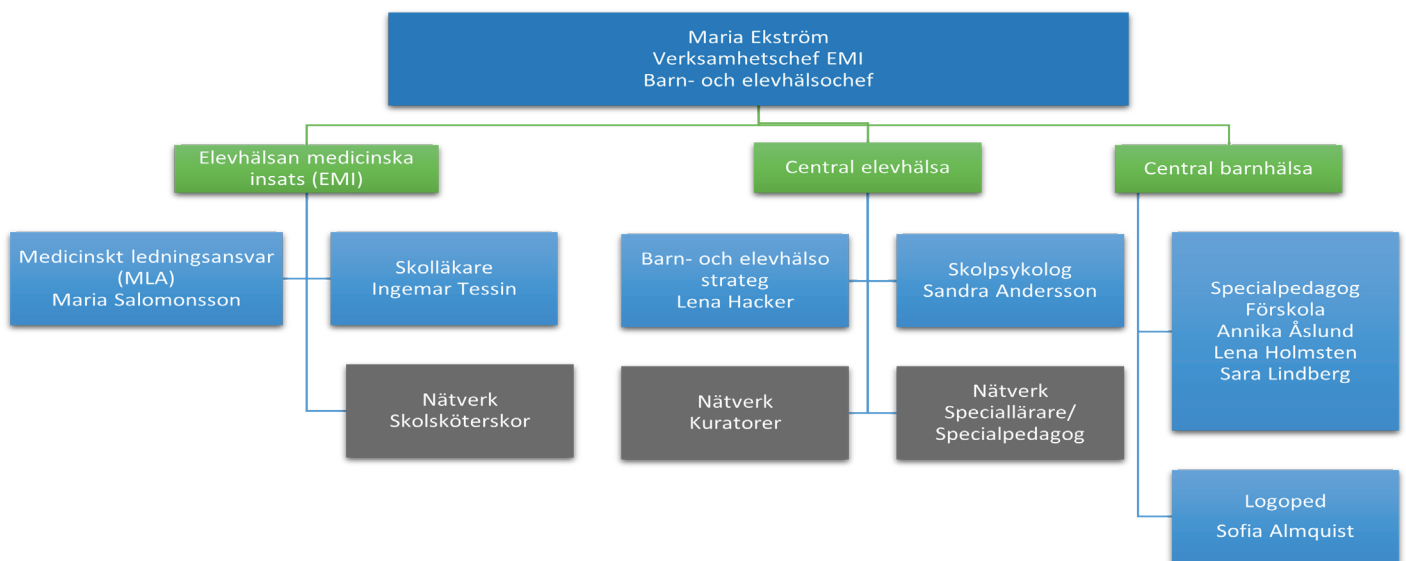 Maria Ekström
Verksamhetschef EMI
Barn- och elevhälsochef
Elevhälsan medicinska
insats (EMI)
Central elevhälsa
Central barnhälsa
Medicinskt ledningsansvar
(MLA)
Maria Salomonsson
Skolläkare
Ingemar Tessin
Barn- och elevhälso
strateg
Lena Hacker
Skolpsykolog
Sandra Andersson
Specialpedagog
Förskola
Annika Åslund
Lena Holmsten
Sara Lindberg
Nätverk
Skolsköterskor
Nätverk
Kuratorer
Nätverk
Speciallärare/
Specialpedagog
Logoped
Sofia Almquist